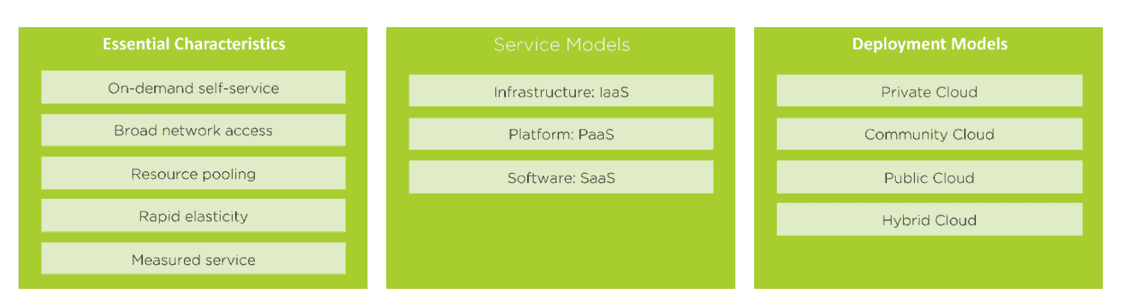 Essential Characteristics
On-demand self-service
Broad network access
Resource pooling
Rapid elasticity
Measured service
Service Models
Infrastructure: IaaS
Platform: PaaS
Software: SaaS
Deployment Models
Private Cloud
Community Cloud
Public Cloud
Hybrid Cloud